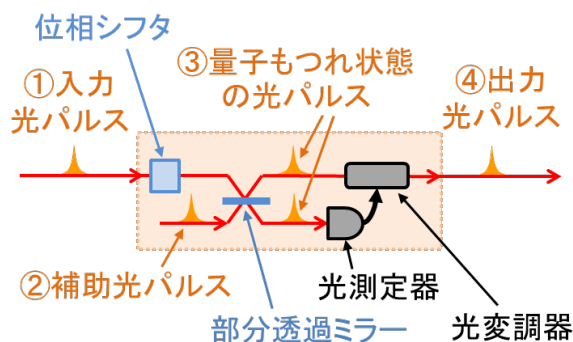 位相シフタ
①入力
光パルス
③量子もつれ状態
の光パルス
④出力
光パルス
②補助光パルス
光測定器
部分透過ミラー
光変調器